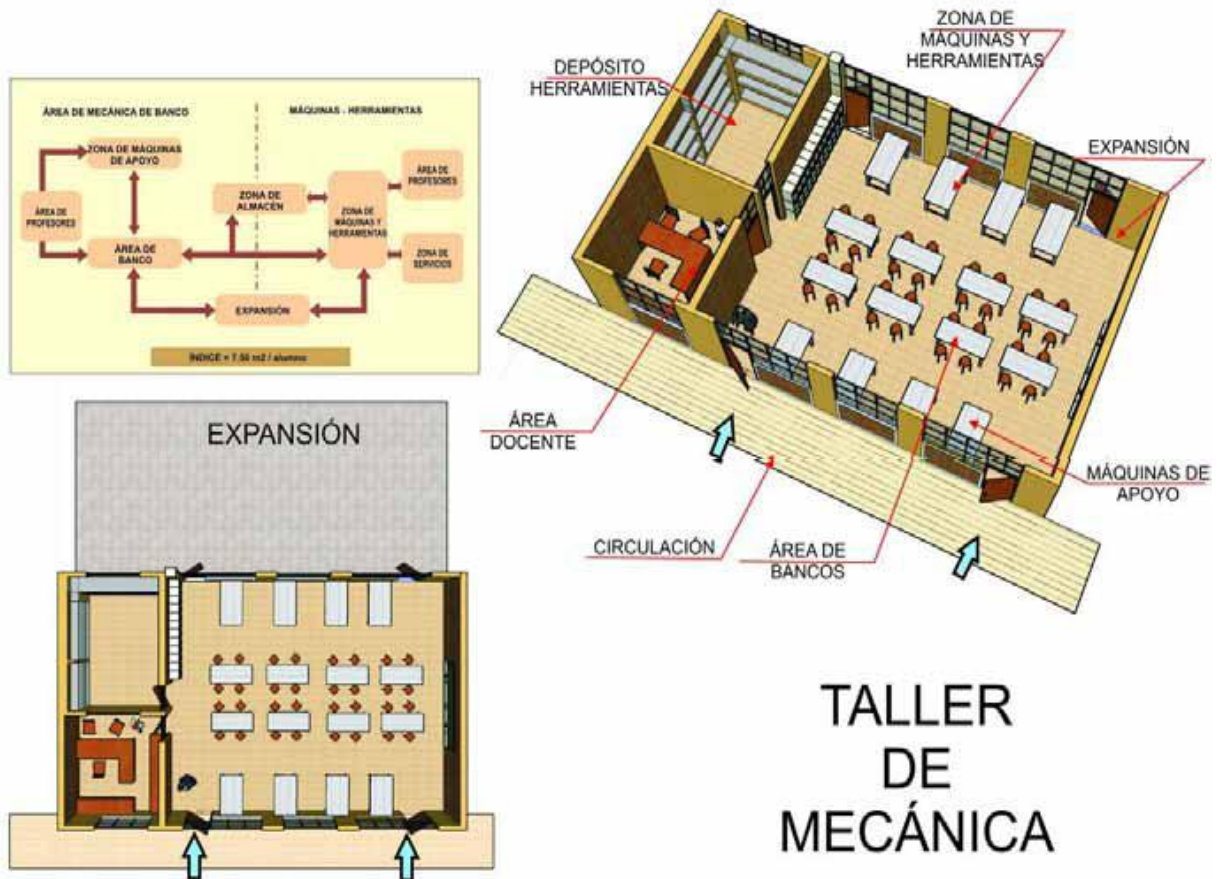 ÁREA DE MECÁNICA DE BANCO
MÁQUINAS - HERRAMIENTAS
ZONA DE MÁQUINAS
DE APOYO
ÁREA DE
PROFESORES
ÁREA DE
BANCO
ZONA DE
ALMACÉN
ZONA DE
MÁQUINAS Y
HERRAMIENTAS
ÁREA DE
PROFESORES
ZONA DE
SERVICIOS
EXPANSIÓN
ÍNDICE = 7.50 m2 / alumno
DEPÓSITO
HERRAMIENTAS
ZONA DE
MÁQUINAS Y
HERRAMIENTAS
EXPANSIÓN
ÁREA
DOCENTE
CIRCULACIÓN
ÁREA DE
BANCOS
MÁQUINAS DE
APOYO
EXPANSIÓN
TALLER
DE
MECÁNICA